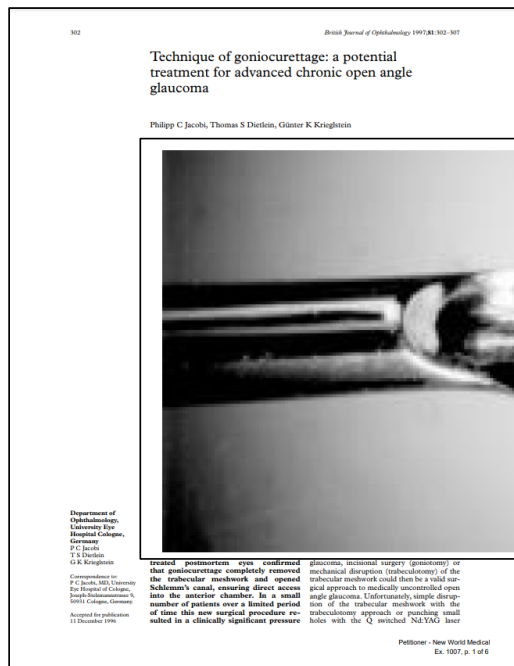 302
British Journal of Ophthalmology 1997;81:302–307
Technique of goniocurettage: a potential
treatment for advanced chronic open angle
glaucoma
Philipp C Jacobi, Thomas S Dietlein, Günter K Krieglstein
Department of
Ophthalmology,
University Eye
Hospital Cologne,
Germany
P C Jacobi
T S Dietlein
G K Krieglstein
Correspondence to:
P C Jacobi, MD, University
Eye Hospital of Cologne,
Joseph-Stelzmannstrasse 9,
50931 Cologne, Germany.
Accepted for publication
11 December 1996
treated postmortem eyes confirmed
that goniocurettage completely removed
the trabecular meshwork and opened
Schlemm's canal, ensuring direct access
into the anterior chamber. In a small
number of patients over a limited period
of time this new surgical procedure re-
sulted in a clinically significant pressure
glaucoma, incisional surgery (goniotomy) or
mechanical disruption (trabeculotomy) of the
trabecular meshwork could then be a valid sur-
gical approach to medically uncontrolled open
angle glaucoma. Unfortunately, simple disrup-
tion of the trabecular meshwork with the
trabeculotomy approach or punching small
holes with the Q switched Nd:YAG laser
Petitioner - New World Medical
Ex. 1007, p. 1 of 6